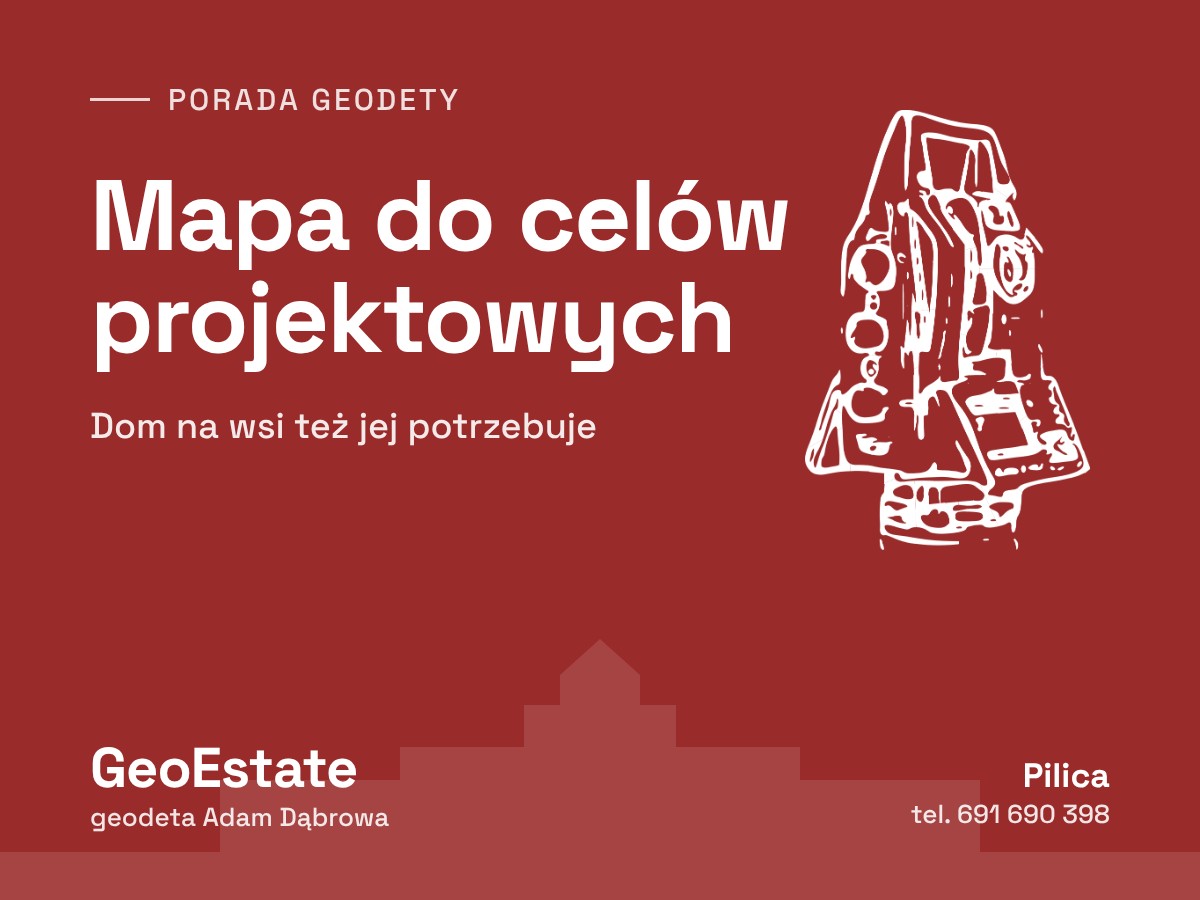 PORADA GEODETY
Mapa do celów
projektowych
Dom na wsi też jej potrzebuje
GeoEstate
geodeta Adam Dąbrowa
Pilica
tel. 691 690 398